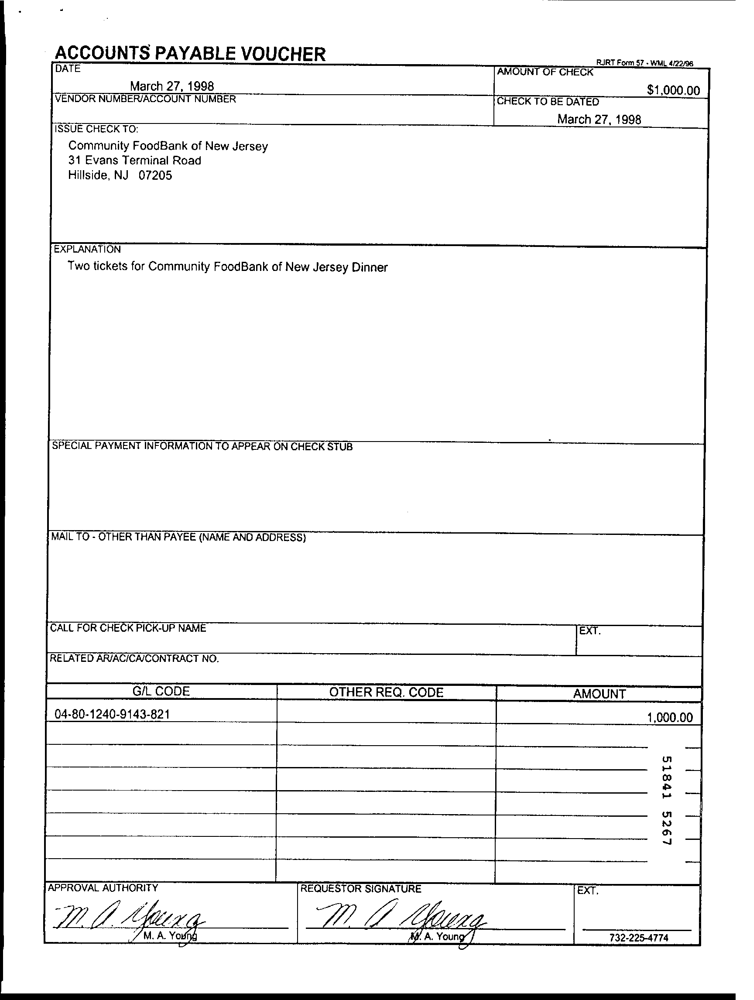 ACCOUNTS PAYABLE VOUCHER
RJRT Form 57 - WML 4/22/96
DATE
March 27, 1998
AMOUNT OF CHECK
$1,000.00
VENDOR NUMBER/ACCOUNT NUMBER
CHECK TO BE DATED
March 27, 1998
ISSUE CHECK TO:
Community FoodBank of New Jersey
31 Evans Terminal Road
Hillside, NJ 07205
EXPLANATION
Two tickets for Community FoodBank of New Jersey Dinner
SPECIAL PAYMENT INFORMATION TO APPEAR ON CHECK STUB
MAIL TO - OTHER THAN PAYEE (NAME AND ADDRESS)
CALL FOR CHECK PICK-UP NAME
EXT.
RELATED AR/AC/CA/CONTRACT NO.
G/L CODE OTHER REQ. CODE AMOUNT
04-80-1240-9143-821 1,000.00
51841 5267
APPROVAL AUTHORITY
M. A. Young
M. A. Young
REQUESTOR SIGNATURE
M. A. Young
M. A. Young
EXT.
732-225-4774